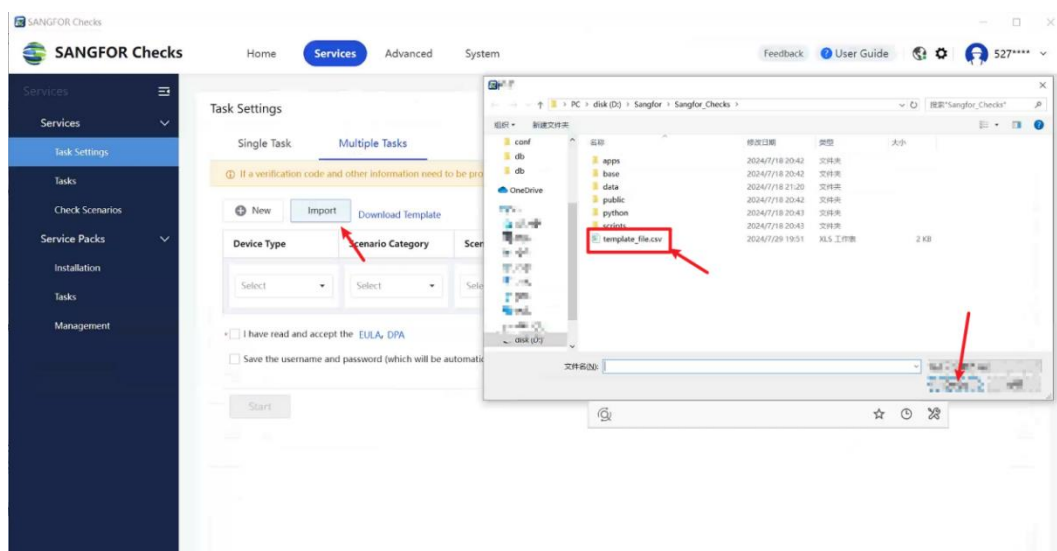 SANGFOR Checks
SANGFOR Checks
Home Services Advanced System
Feedback User Guide 527****
Services
Services
Task Settings
Tasks
Check Scenarios
Service Packs
Installation
Tasks
Management
Task Settings
Single Task Multiple Tasks
If a verification code and other information need to be pro
New Import Download Template
Device Type Scenario Category Scen
Select Select Sele
I have read and accept the EULA, DPA
Save the username and password (which will be automatic
Start
PC › disk (D:) › Sangfor › Sangfor_Checks ›
搜索"Sangfor_Checks"
组织 新建文件夹
conf
db
db
OneDrive
disk (D:)
名称 修改日期 类型 大小
apps 2024/7/18 20:42 文件夹
base 2024/7/18 20:42 文件夹
data 2024/7/18 21:20 文件夹
public 2024/7/18 20:42 文件夹
python 2024/7/18 20:43 文件夹
scripts 2024/7/18 20:43 文件夹
template_file.csv 2024/7/29 19:51 XLS 工作表 2 KB
文件名(N):